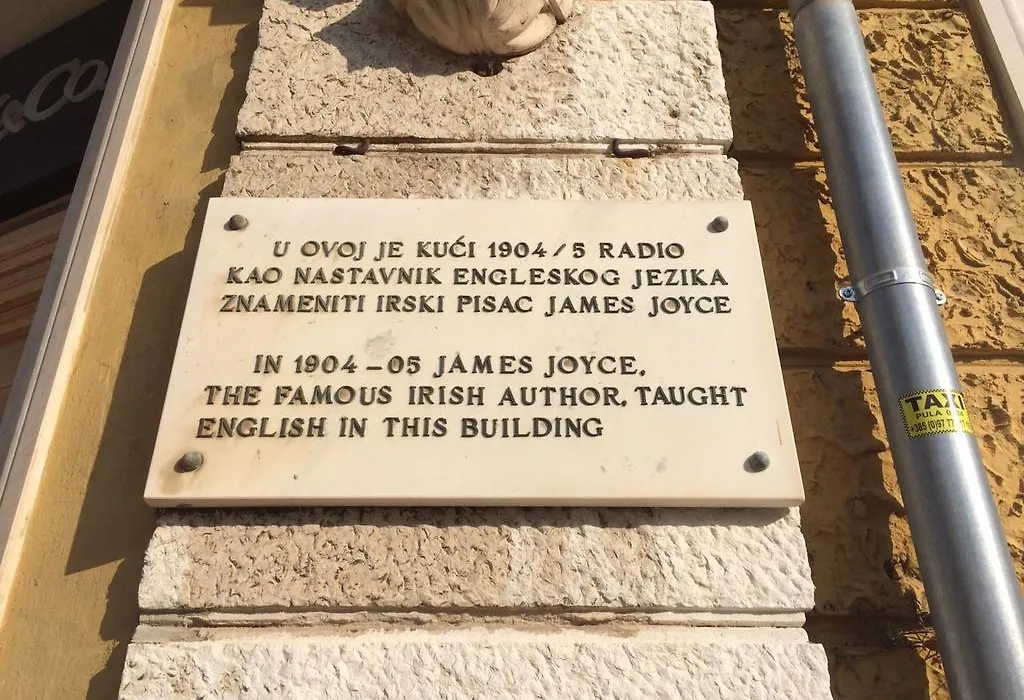 U OVOJ JE KUĆI 1904/5 RADIO
KAO NASTAVNIK ENGLESKOG JEZIKA
ZNAMENITI IRSKI PISAC JAMES JOYCE
IN 1904-05 JAMES JOYCE,
THE FAMOUS IRISH AUTHOR, TAUGHT
ENGLISH IN THIS BUILDING
TAXI
PULA